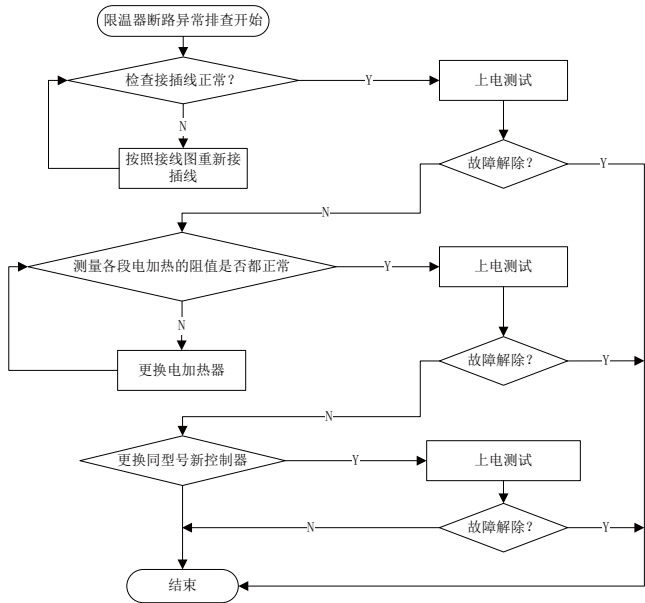 限温器断路异常排查开始
检查接插线正常？
Y
上电测试
N
按照接线图重新接
插线
故障解除？
Y
N
测量各段电加热的阻值是否都正常
Y
上电测试
N
更换电加热器
故障解除？
Y
N
更换同型号新控制器
Y
上电测试
N
故障解除？
Y
结束